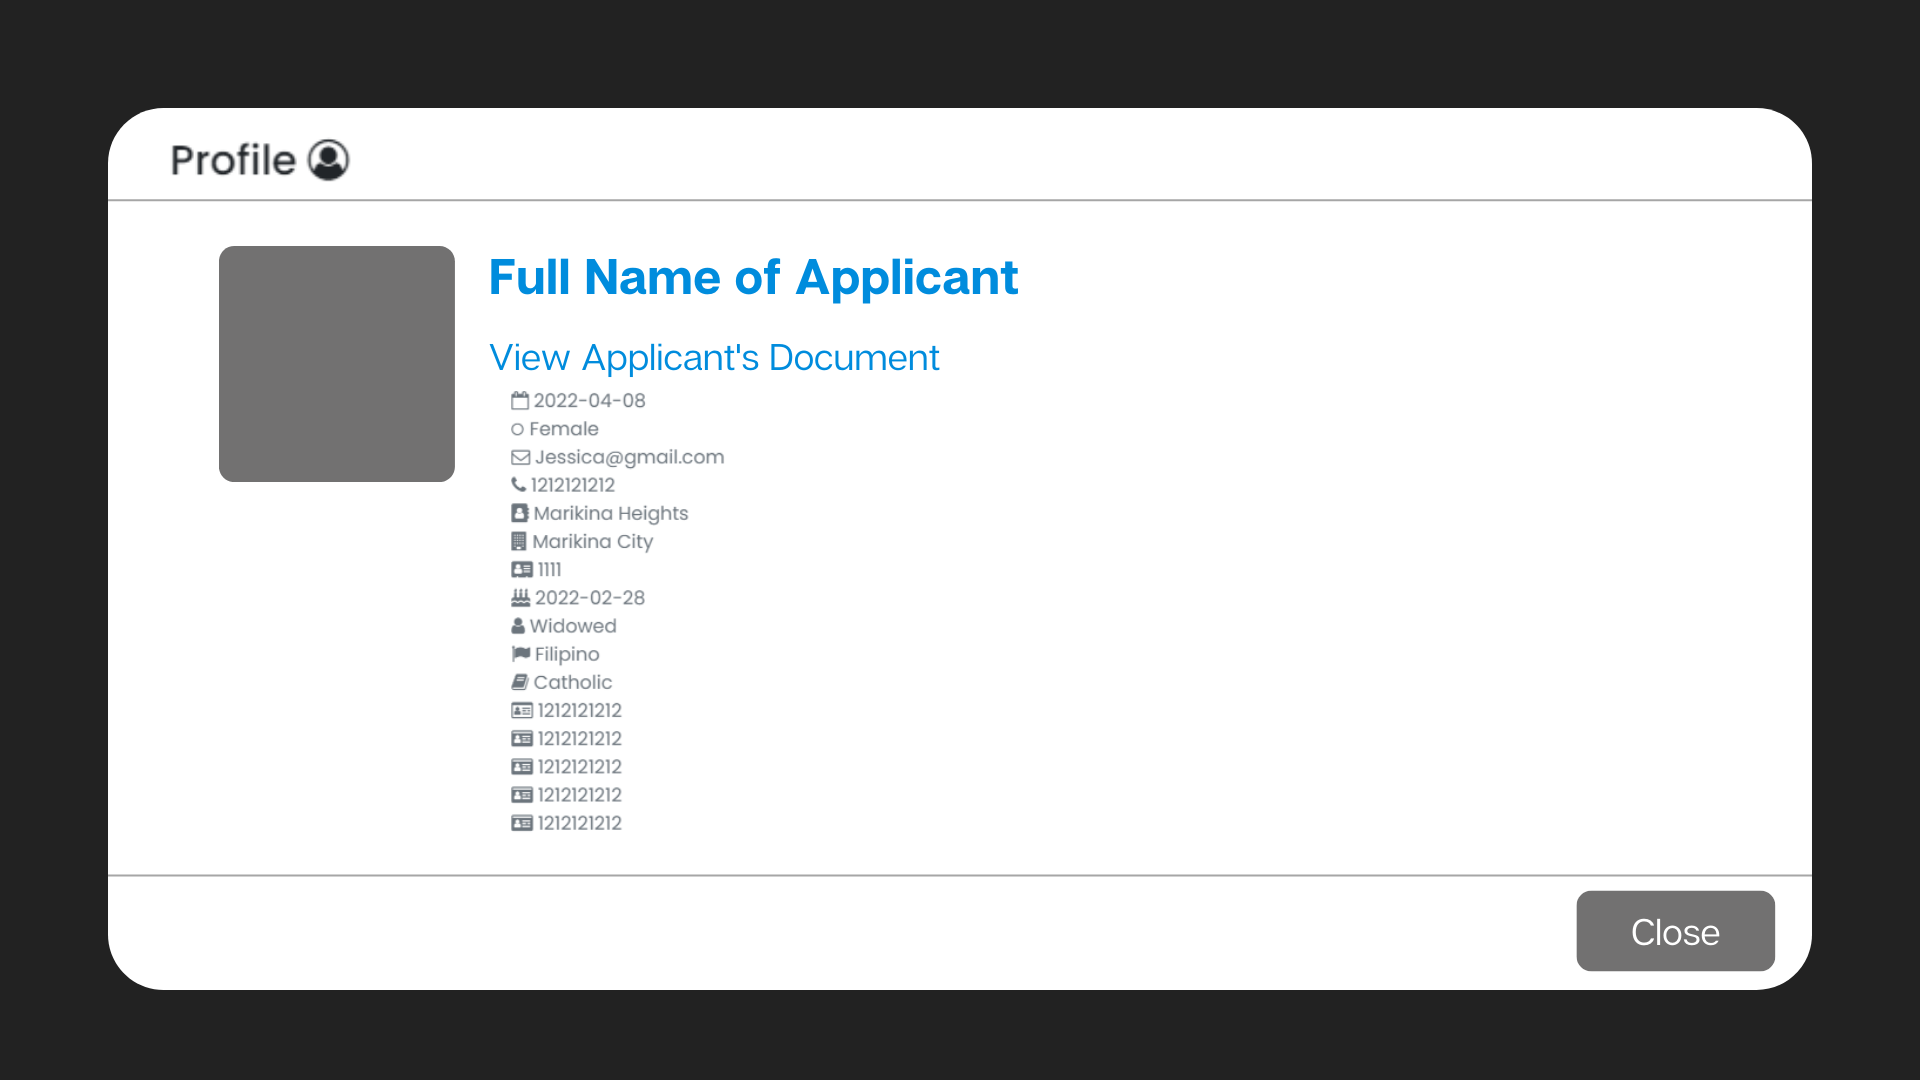 Profile
Full Name of Applicant
View Applicant's Document
2022-04-08
Female
Jessica@gmail.com
1212121212
Marikina Heights
Marikina City
1111
2022-02-28
Widowed
Filipino
Catholic
1212121212
1212121212
1212121212
1212121212
1212121212
Close